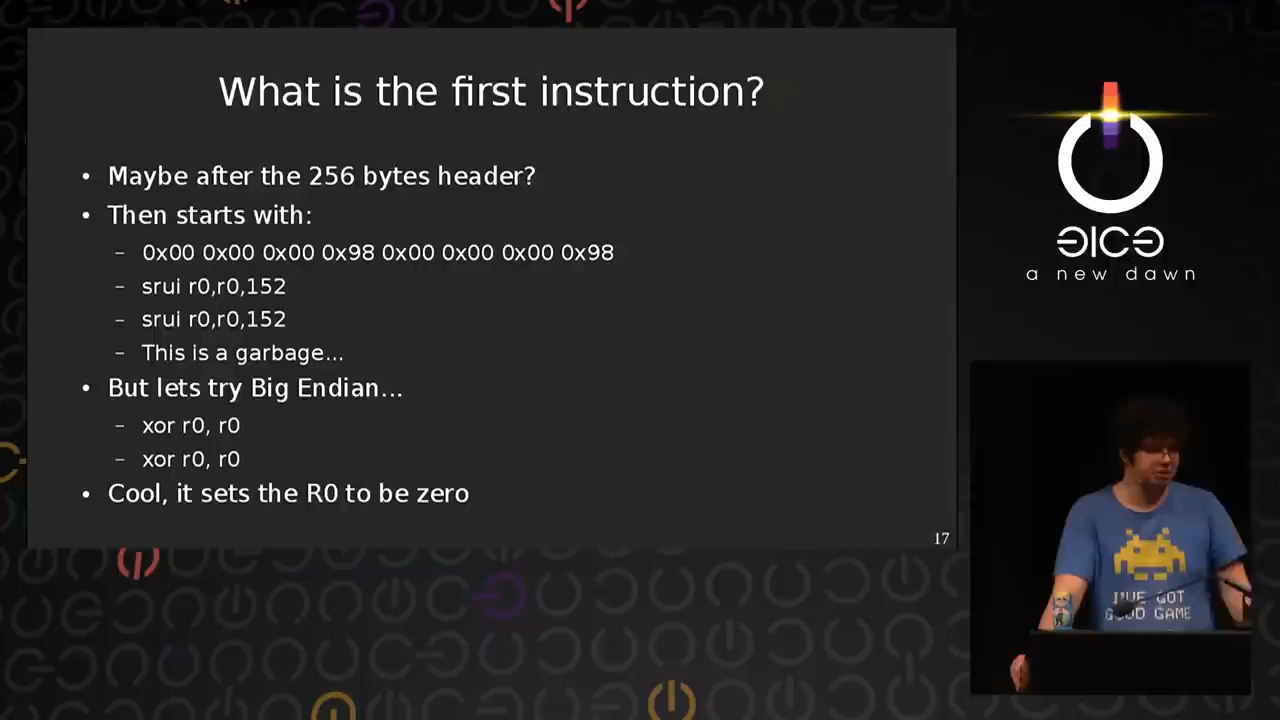 What is the first instruction?
• Maybe after the 256 bytes header?
• Then starts with:
– 0x00 0x00 0x00 0x98 0x00 0x00 0x00 0x98
– srui r0,r0,152
– srui r0,r0,152
– This is a garbage...
• But lets try Big Endian...
– xor r0, r0
– xor r0, r0
• Cool, it sets the R0 to be zero
17
31C3
a new dawn
I'VE GOT
GOOD GAME